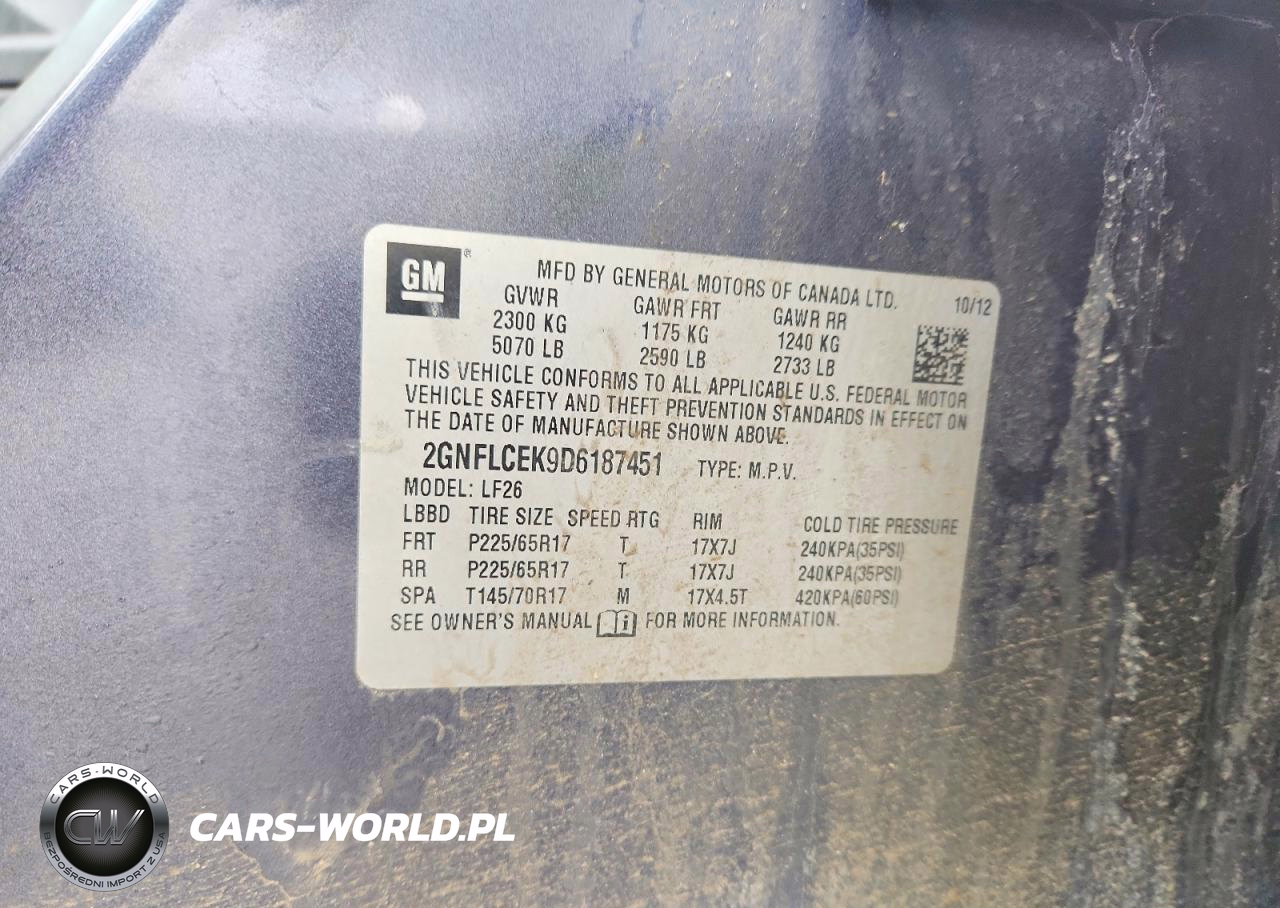 GM ®
MFD BY GENERAL MOTORS OF CANADA LTD.
10/12
GVWR GAWR FRT GAWR RR
2300 KG 1175 KG 1240 KG
5070 LB 2590 LB 2733 LB
THIS VEHICLE CONFORMS TO ALL APPLICABLE U.S. FEDERAL MOTOR
VEHICLE SAFETY AND THEFT PREVENTION STANDARDS IN EFFECT ON
THE DATE OF MANUFACTURE SHOWN ABOVE.
2GNFLCEK9D6187451 TYPE: M.P.V.
MODEL: LF26
LBBD TIRE SIZE SPEED RTG RIM COLD TIRE PRESSURE
FRT P225/65R17 T 17X7J 240KPA(35PSI)
RR P225/65R17 T 17X7J 240KPA(35PSI)
SPA T145/70R17 M 17X4.5T 420KPA(60PSI)
SEE OWNER'S MANUAL i FOR MORE INFORMATION.
CARS-WORLD
CW
BEZPOŚREDNI IMPORT Z USA
CARS-WORLD.PL